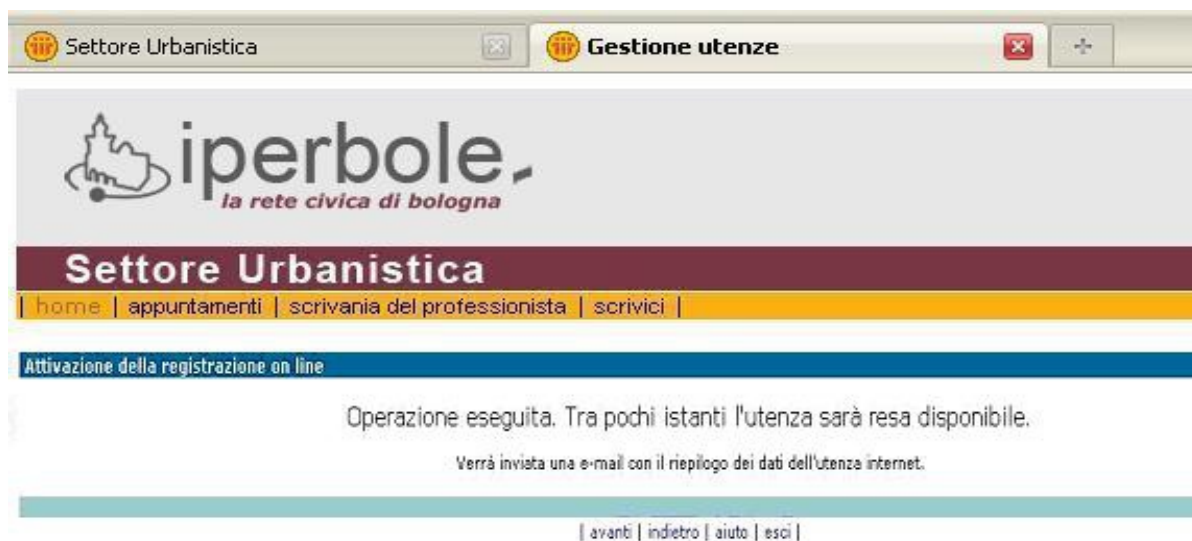 Settore Urbanistica
Gestione utenze
iperbole
la rete civica di bologna
Settore Urbanistica
| home | appuntamenti | scrivania del professionista | scrivici |
Attivazione della registrazione on line
Operazione eseguita. Tra pochi istanti l'utenza sarà resa disponibile.
Verrà inviata una e-mail con il riepilogo dei dati dell'utenza internet.
| avanti | indietro | aiuto | esci |